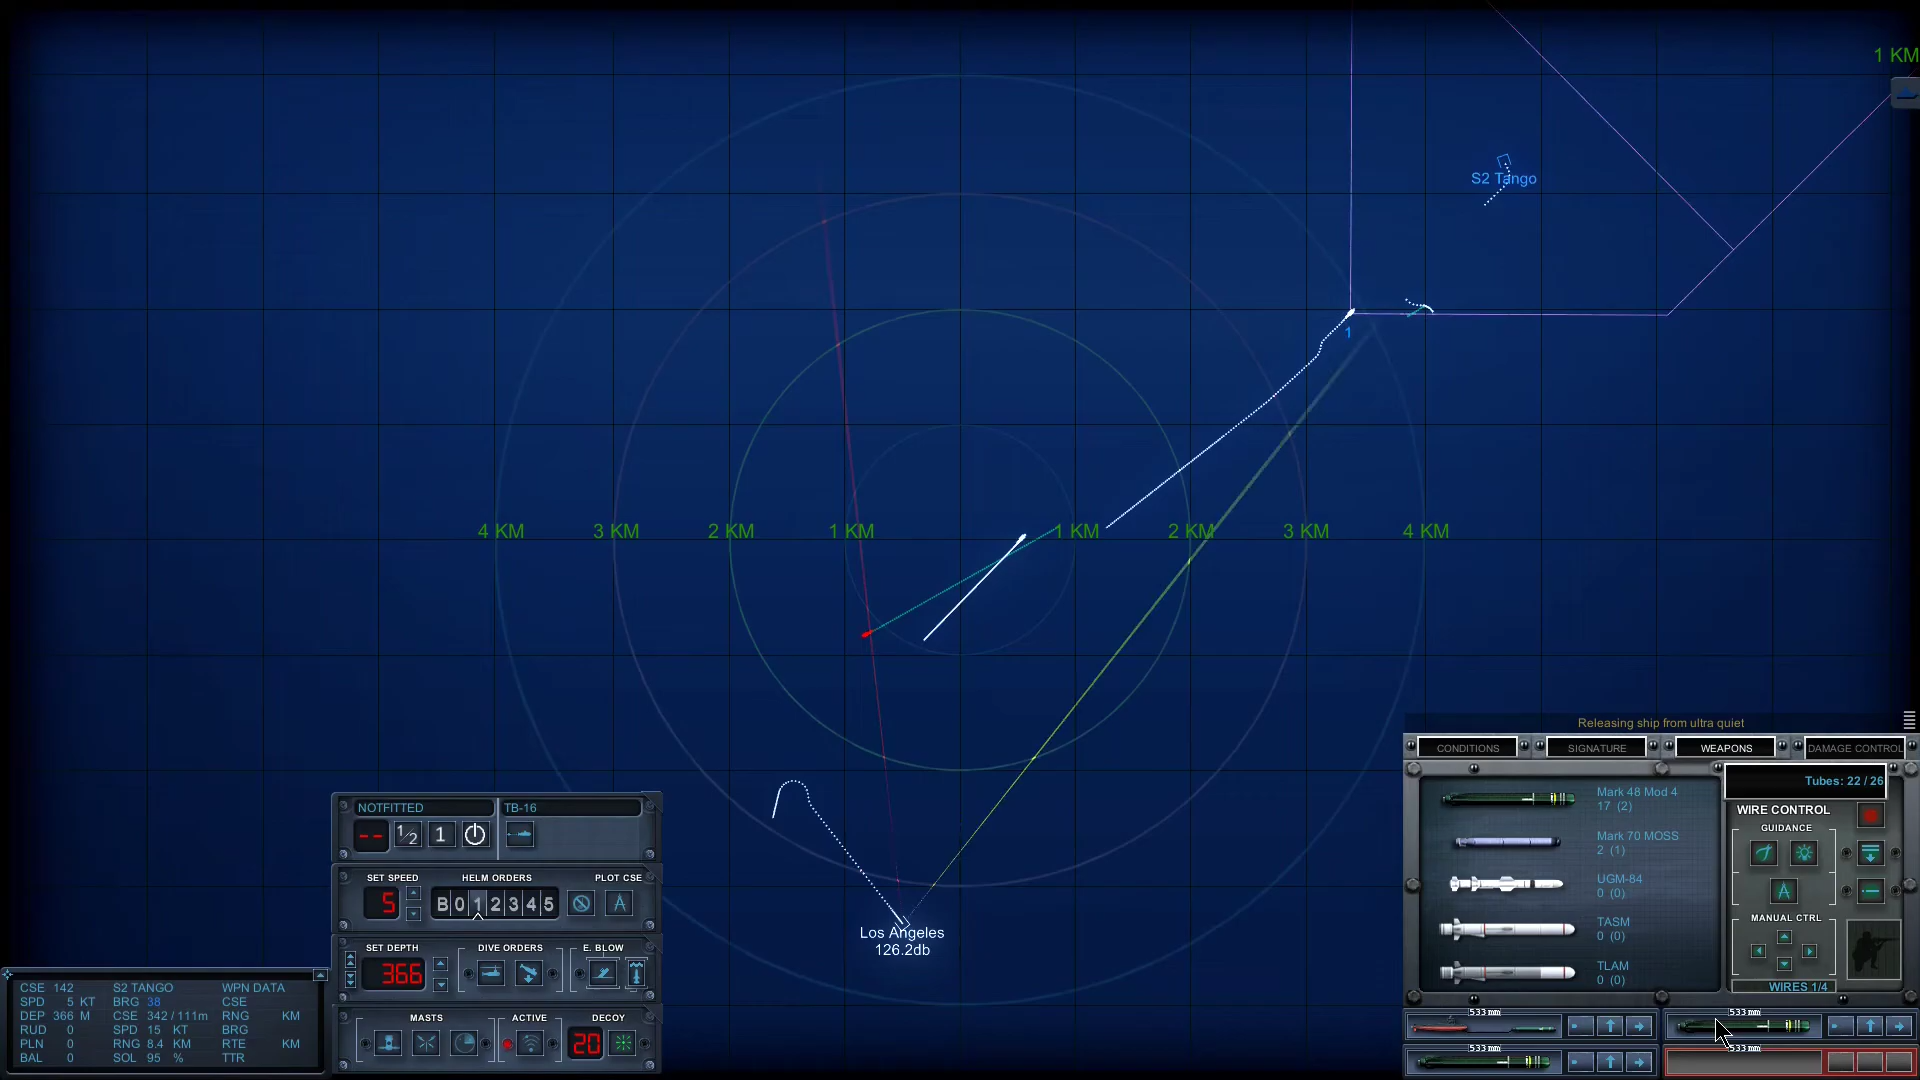 1 KM
S2 Tango
1
4 KM 3 KM 2 KM 1 KM 1 KM 2 KM 3 KM 4 KM
Los Angeles
126.2db
Releasing ship from ultra quiet
CONDITIONS SIGNATURE WEAPONS DAMAGE CONTROL
Tubes: 22 / 26
Mark 48 Mod 4
17 (2)
Mark 70 MOSS
2 (1)
UGM-84
0 (0)
TASM
0 (0)
TLAM
0 (0)
WIRE CONTROL
GUIDANCE
MANUAL CTRL
WIRES 1/4
533 mm 533 mm
533 mm 533 mm
NOTFITTED TB-16
-- 1/2 1
SET SPEED HELM ORDERS PLOT CSE
5 B 0 1 2 3 4 5
SET DEPTH DIVE ORDERS E. BLOW
366
MASTS ACTIVE DECOY
20
CSE 142 S2 TANGO WPN DATA
SPD 5 KT BRG 38 CSE
DEP 366 M CSE 342 / 111m RNG KM
RUD 0 SPD 15 KT BRG
PLN 0 RNG 8.4 KM RTE KM
BAL 0 SOL 95 % TTR